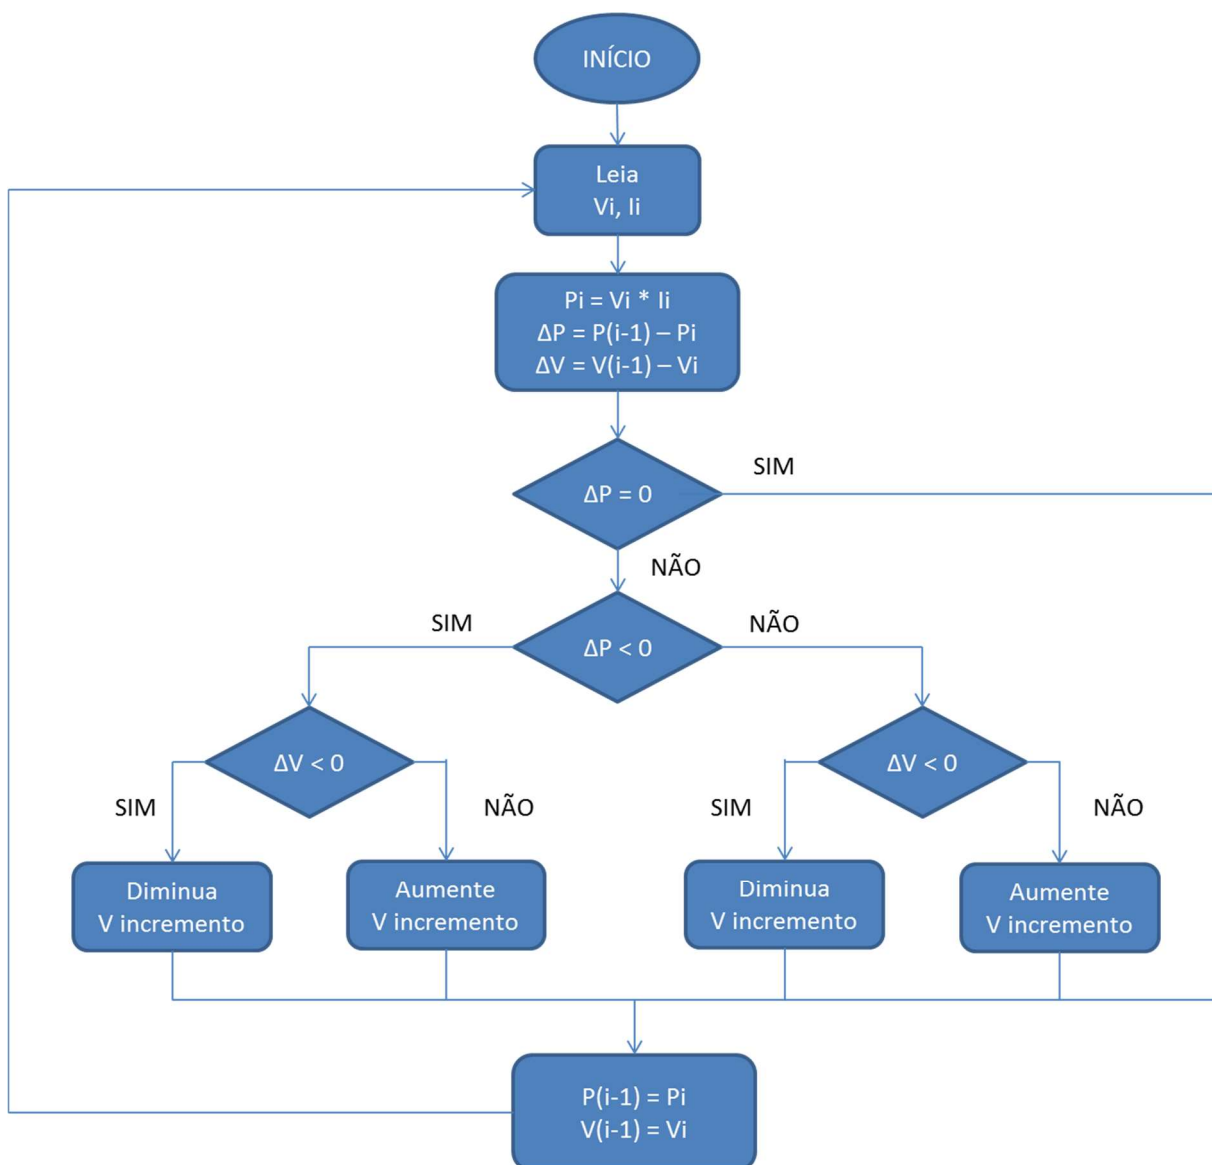 INÍCIO
Leia
Vi, Ii
Pi = Vi * Ii
ΔP = P(i-1) – Pi
ΔV = V(i-1) – Vi
ΔP = 0
SIM
NÃO
ΔP < 0
SIM
NÃO
ΔV < 0
SIM
NÃO
ΔV < 0
SIM
NÃO
Diminua
V incremento
Aumente
V incremento
Diminua
V incremento
Aumente
V incremento
P(i-1) = Pi
V(i-1) = Vi